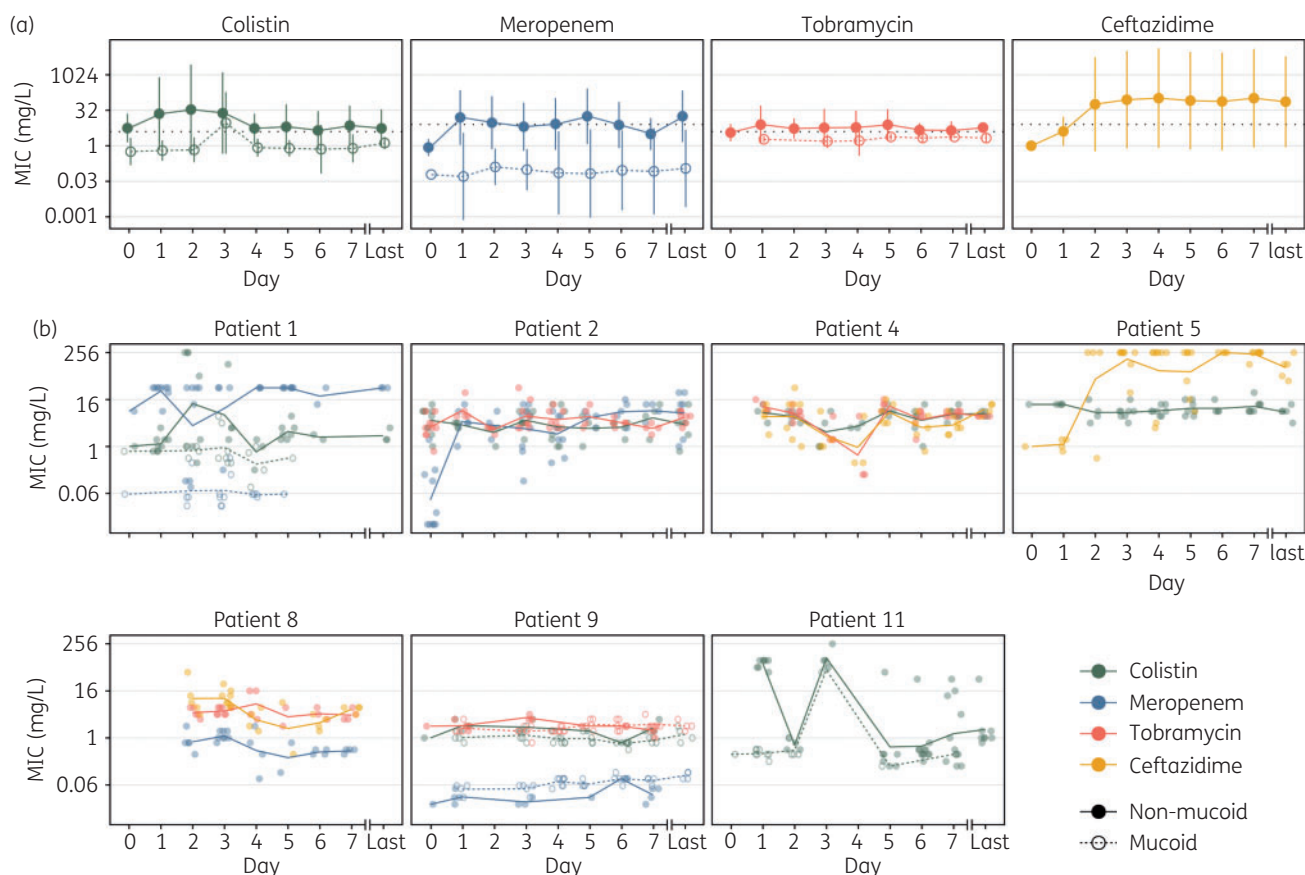 (a)
Colistin Meropenem Tobramycin Ceftazidime
MIC (mg/L)
1024
32
1
0.03
0.001
0 1 2 3 4 5 6 7 Last 0 1 2 3 4 5 6 7 Last 0 1 2 3 4 5 6 7 Last 0 1 2 3 4 5 6 7 last
Day Day Day Day
(b)
Patient 1 Patient 2 Patient 4 Patient 5
MIC (mg/L)
256
16
1
0.06
0 1 2 3 4 5 6 7 last
Day
Patient 8 Patient 9 Patient 11
MIC (mg/L)
256
16
1
0.06
0 1 2 3 4 5 6 7 Last 0 1 2 3 4 5 6 7 Last 0 1 2 3 4 5 6 7 Last
Day Day Day
Colistin
Meropenem
Tobramycin
Ceftazidime
Non-mucoid
Mucoid